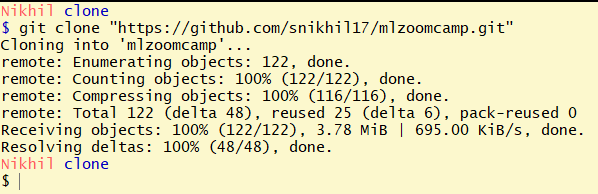 Nikhil clone
$ git clone "https://github.com/snikhil17/mlzoomcamp.git"
Cloning into 'mlzoomcamp'...
remote: Enumerating objects: 122, done.
remote: Counting objects: 100% (122/122), done.
remote: Compressing objects: 100% (116/116), done.
remote: Total 122 (delta 48), reused 25 (delta 6), pack-reused 0
Receiving objects: 100% (122/122), 3.78 MiB | 695.00 KiB/s, done.
Resolving deltas: 100% (48/48), done.
Nikhil clone
$